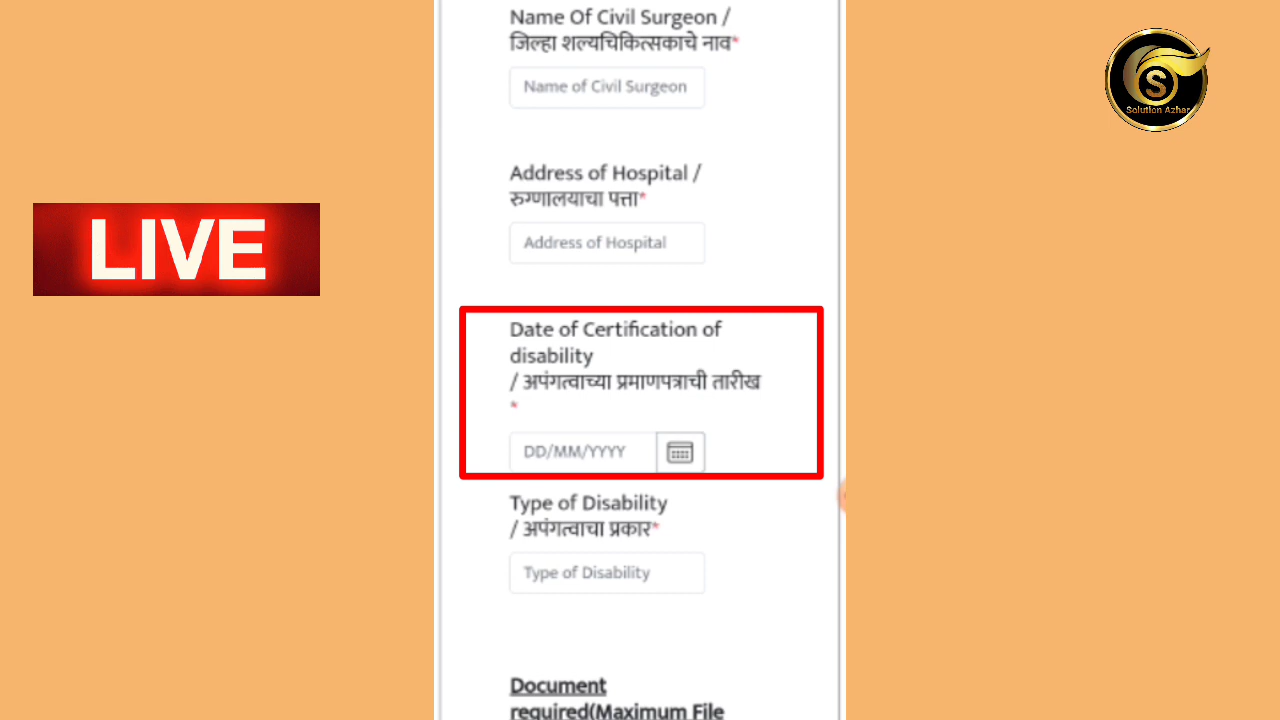 Name Of Civil Surgeon /
जिल्हा शल्यचिकित्सकाचे नाव*
Name of Civil Surgeon
S
Solution Azhar
Address of Hospital /
रुग्णालयाचा पत्ता*
Address of Hospital
LIVE
Date of Certification of
disability
/ अपंगत्वाच्या प्रमाणपत्राची तारीख
*
DD/MM/YYYY
Type of Disability
/ अपंगत्वाचा प्रकार*
Type of Disability
Document
required(Maximum File